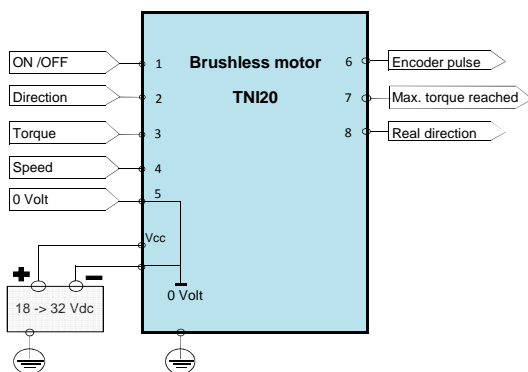 ON /OFF
Direction
Torque
Speed
0 Volt
1
2
3
4
5
Brushless motor
TNI20
6
7
8
Encoder pulse
Max. torque reached
Real direction
Vcc
0 Volt
+
−
18 -> 32 Vdc